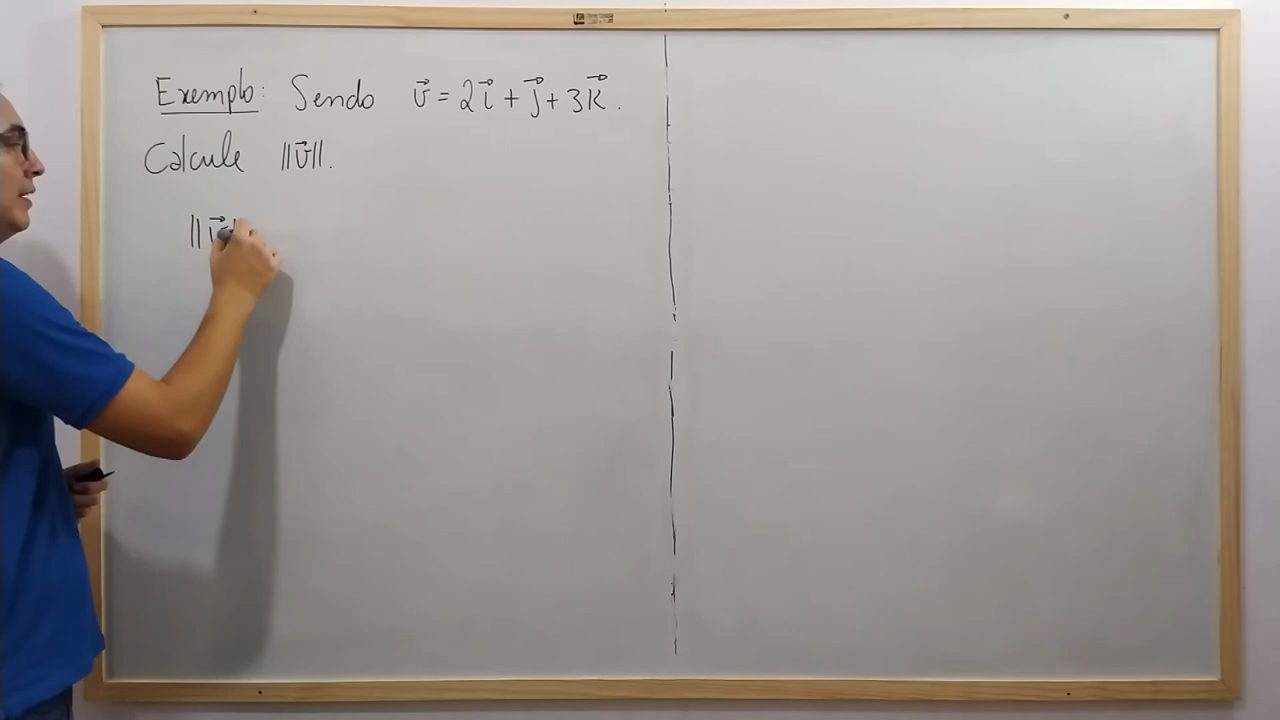 Exemplo: Sendo v⃗ = 2i⃗ + j⃗ + 3k⃗.
Calcule ||v⃗||.
||v⃗|